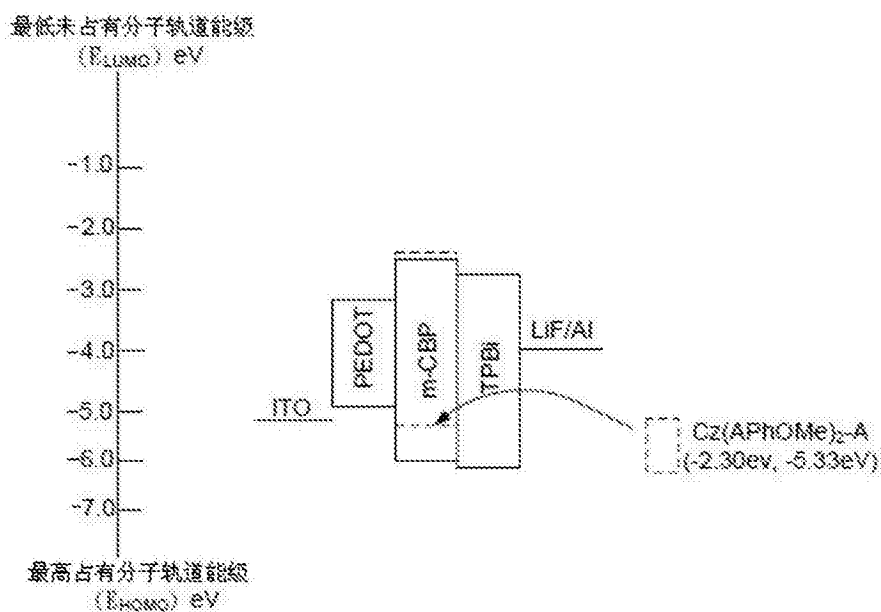 最低未占有分子轨道能级
(E_LUMO) eV
-1.0
-2.0
-3.0
-4.0
-5.0
-6.0
-7.0
ITO
PEDOT
m-CBP
TPBi
LiF/Al
Cz(APhOMe)₂-A
(-2.30ev, -5.33eV)
最高占有分子轨道能级
(E_HOMO) eV